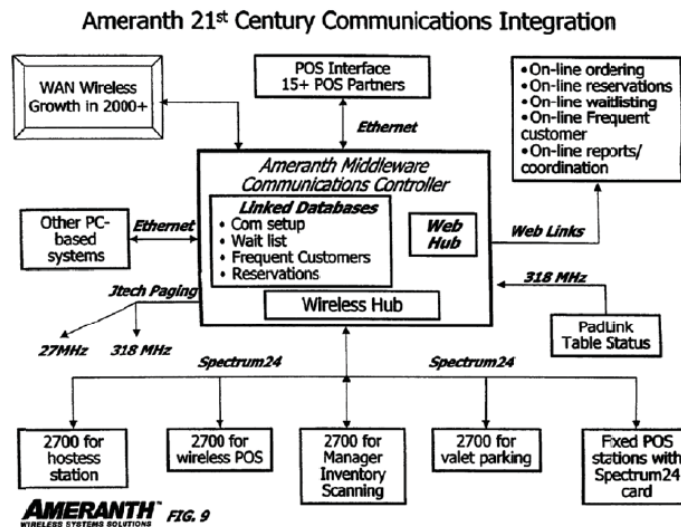 Ameranth 21st Century Communications Integration
WAN Wireless
Growth in 2000+
POS Interface
15+ POS Partners
Ethernet
• On-line ordering
• On-line reservations
• On-line waitlisting
• On-line Frequent
customer
• On-line reports/
coordination
Ameranth Middleware
Communications Controller
Linked Databases
• Com setup
• Wait list
• Frequent Customers
• Reservations
Web
Hub
Wireless Hub
Other PC-
based
systems
Ethernet
Web Links
Jtech Paging
27MHz
318 MHz
318 MHz
PadLink
Table Status
Spectrum24
Spectrum24
2700 for
hostess
station
2700 for
wireless POS
2700 for
Manager
Inventory
Scanning
2700 for
valet parking
Fixed POS
stations with
Spectrum24
card
AMERANTH™
WIRELESS SYSTEMS SOLUTIONS
FIG. 9